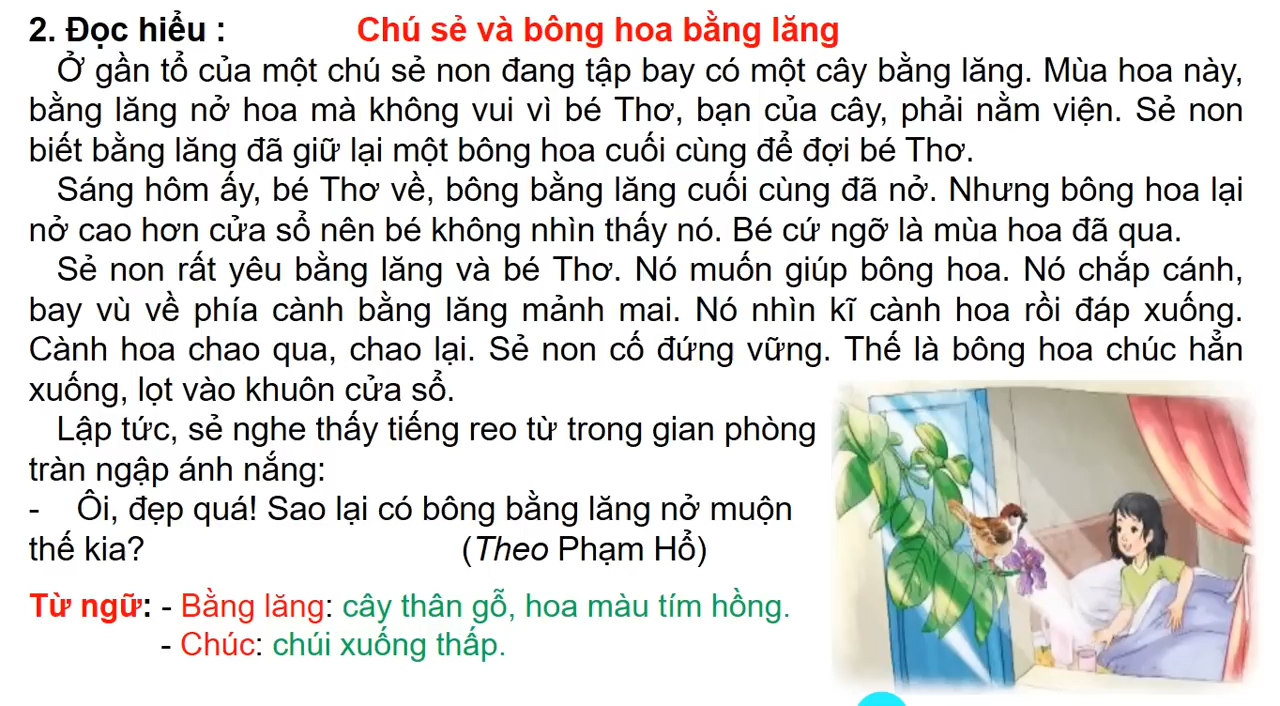 2. Đọc hiểu : Chú sẻ và bông hoa bằng lăng
Ở gần tổ của một chú sẻ non đang tập bay có một cây bằng lăng. Mùa hoa này,
bằng lăng nở hoa mà không vui vì bé Thơ, bạn của cây, phải nằm viện. Sẻ non
biết bằng lăng đã giữ lại một bông hoa cuối cùng để đợi bé Thơ.
Sáng hôm ấy, bé Thơ về, bông bằng lăng cuối cùng đã nở. Nhưng bông hoa lại
nở cao hơn cửa sổ nên bé không nhìn thấy nó. Bé cứ ngỡ là mùa hoa đã qua.
Sẻ non rất yêu bằng lăng và bé Thơ. Nó muốn giúp bông hoa. Nó chắp cánh,
bay vù về phía cành bằng lăng mảnh mai. Nó nhìn kĩ cành hoa rồi đáp xuống.
Cành hoa chao qua, chao lại. Sẻ non cố đứng vững. Thế là bông hoa chúc hẳn
xuống, lọt vào khuôn cửa sổ.
Lập tức, sẻ nghe thấy tiếng reo từ trong gian phòng
tràn ngập ánh nắng:
- Ôi, đẹp quá! Sao lại có bông bằng lăng nở muộn
thế kia? (Theo Phạm Hổ)
Từ ngữ: - Bằng lăng: cây thân gỗ, hoa màu tím hồng.
- Chúc: chúi xuống thấp.